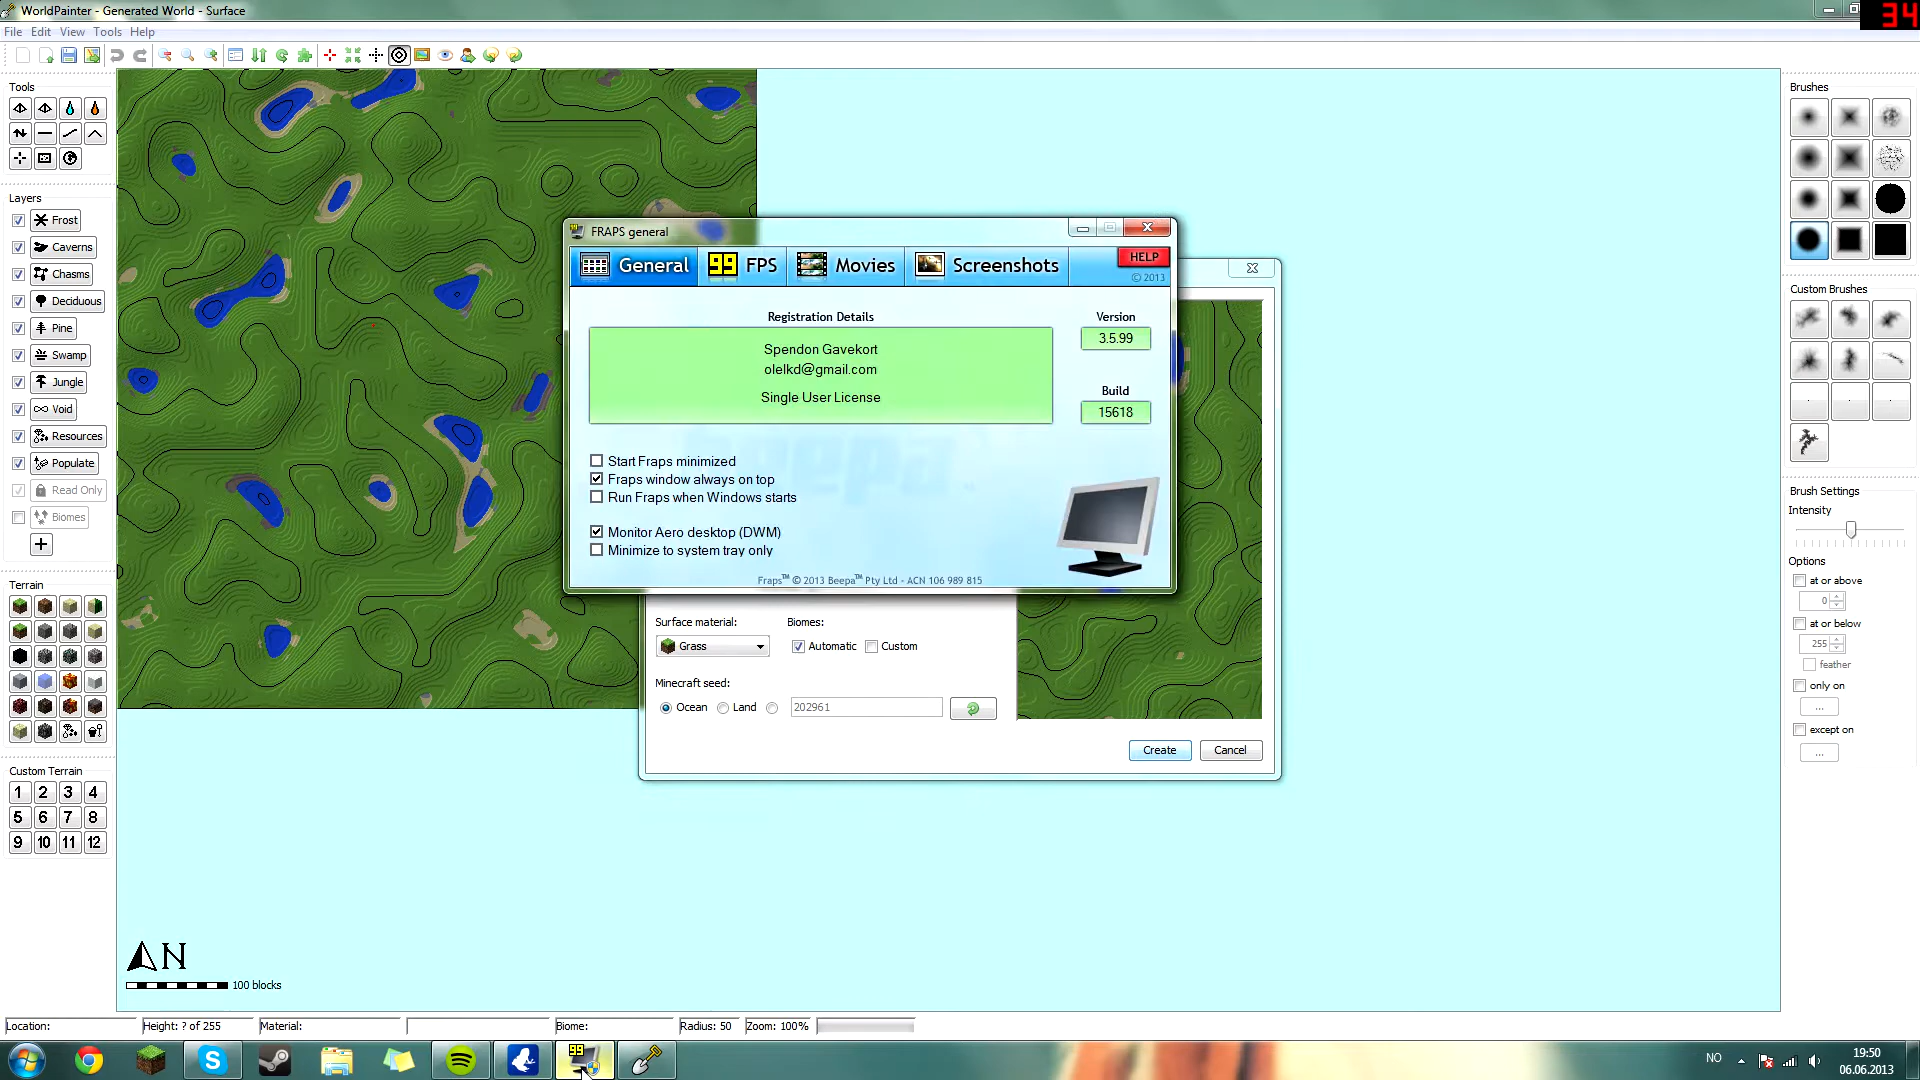 WorldPainter - Generated World - Surface
34
File Edit View Tools Help
Tools
Layers
Frost
Caverns
Chasms
Deciduous
Pine
Swamp
Jungle
Void
Resources
Populate
Read Only
Biomes
Terrain
Custom Terrain
1 2 3 4
5 6 7 8
9 10 11 12
N
100 blocks
FRAPS general
General
99 FPS
Movies
Screenshots
HELP
© 2013
Registration Details
Spendon Gavekort
olelkd@gmail.com
Single User License
Version
3.5.99
Build
15618
beepa
Start Fraps minimized
Fraps window always on top
Run Fraps when Windows starts
Monitor Aero desktop (DWM)
Minimize to system tray only
Fraps™ © 2013 Beepa™ Pty Ltd - ACN 106 989 815
Surface material:
Biomes:
Grass
Automatic
Custom
Minecraft seed:
Ocean
Land
202961
Create
Cancel
Brushes
Custom Brushes
Brush Settings
Intensity
Options
at or above
0
at or below
255
feather
only on
...
except on
...
Location:
Height: ? of 255
Material:
Biome:
Radius: 50
Zoom: 100%
99
NO
19:50
06.06.2013